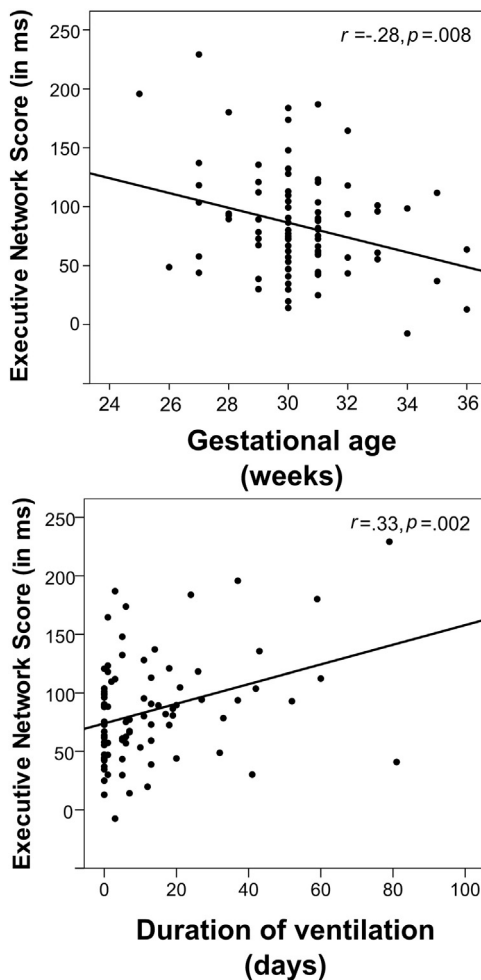 r =-.28, p =.008
Executive Network Score (in ms)
250
200
150
100
50
0
24 26 28 30 32 34 36
Gestational age
(weeks)
r=.33, p =.002
Executive Network Score (in ms)
250
200
150
100
50
0
0 20 40 60 80 100
Duration of ventilation
(days)